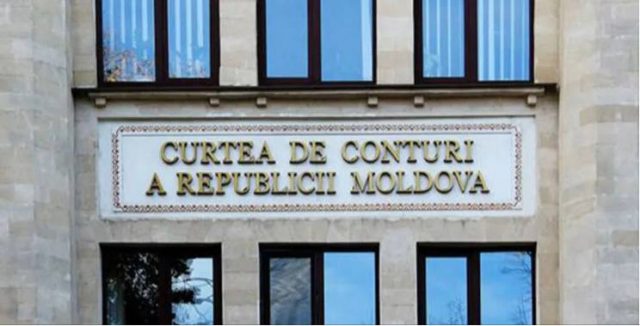 CURTEA DE CONTURI
A REPUBLICII MOLDOVA